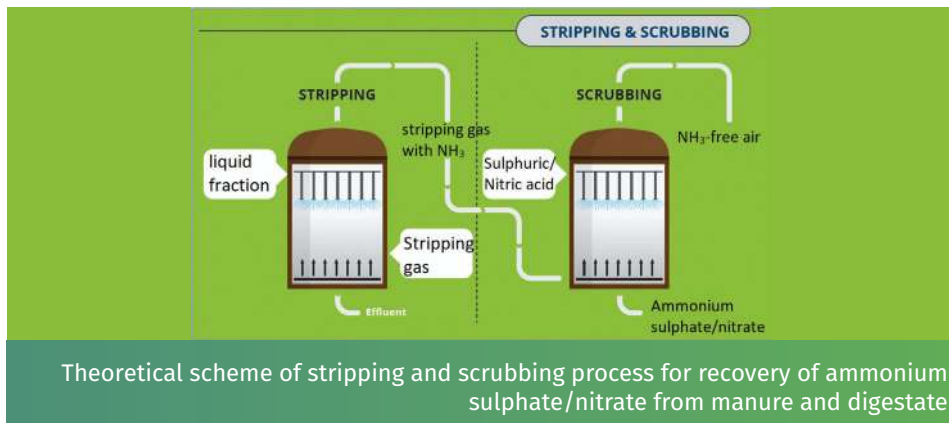 STRIPPING & SCRUBBING
STRIPPING
stripping gas
with NH₃
liquid
fraction
Stripping
gas
Effluent
SCRUBBING
NH₃-free air
Sulphuric/
Nitric acid
Ammonium
sulphate/nitrate
Theoretical scheme of stripping and scrubbing process for recovery of ammonium
sulphate/nitrate from manure and digestate